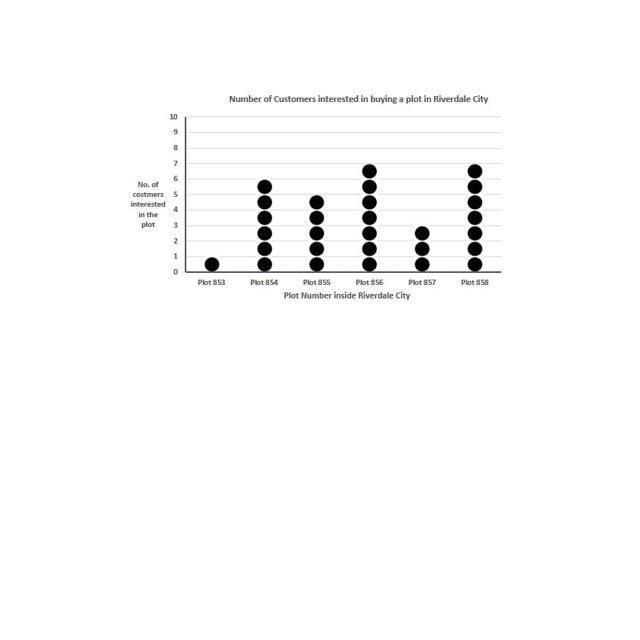 Number of Customers interested in buying a plot in Riverdale City
10
9
8
7
6
5
4
3
2
1
0
No. of
costmers
interested
in the
plot
Plot 853
Plot 854
Plot 855
Plot 856
Plot 857
Plot 858
Plot Number inside Riverdale City